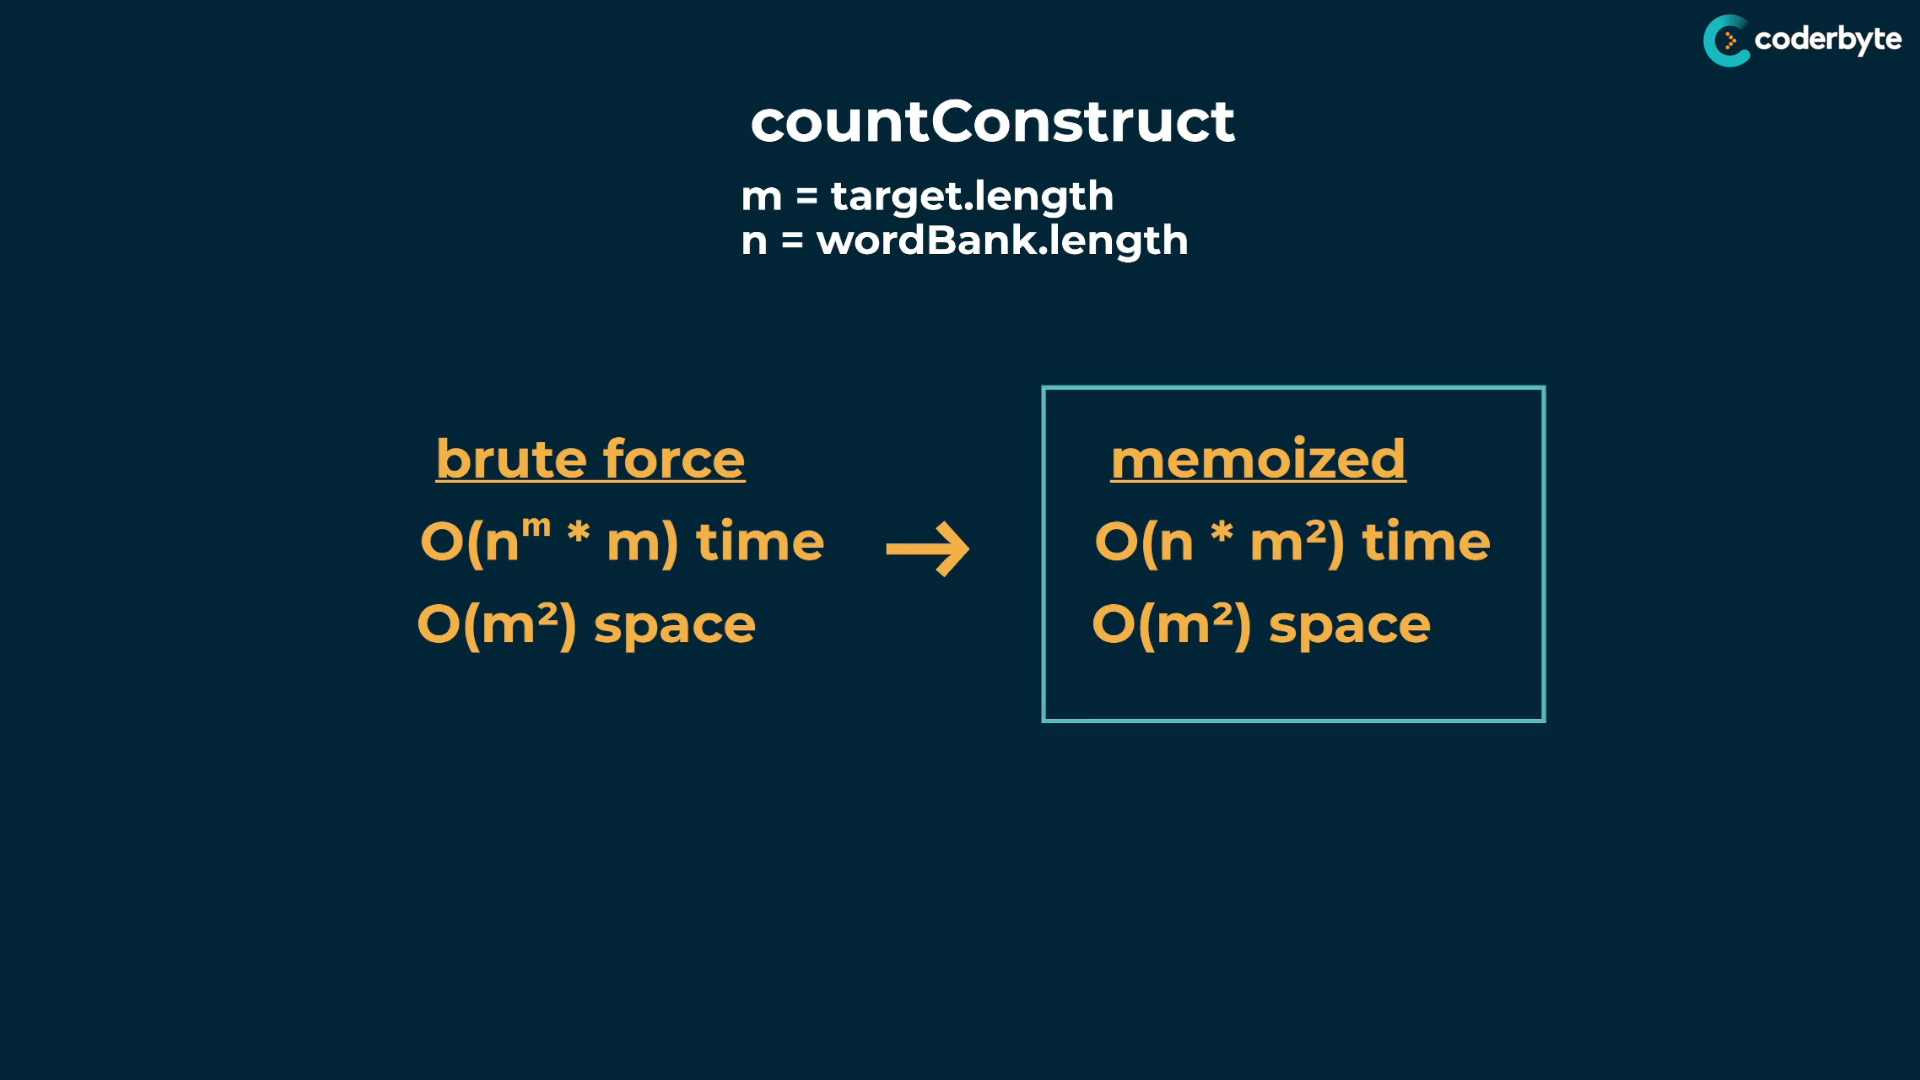 coderbyte
countConstruct
m = target.length
n = wordBank.length
brute force
O(nᵐ * m) time
O(m²) space
→
memoized
O(n * m²) time
O(m²) space